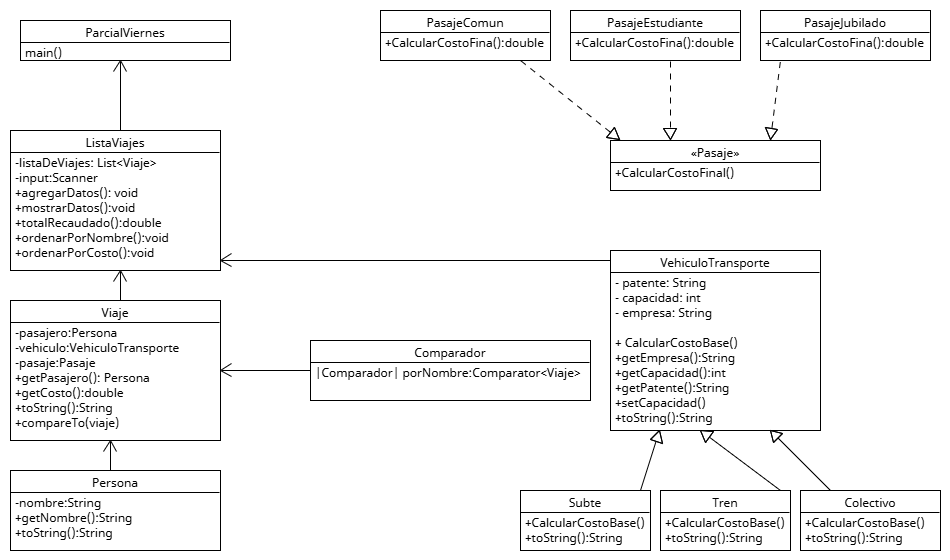 ParcialViernes
main()
PasajeComun
+CalcularCostoFina():double
PasajeEstudiante
+CalcularCostoFina():double
PasajeJubilado
+CalcularCostoFina():double
ListaViajes
-listaDeViajes: List<Viaje>
-input:Scanner
+agregarDatos(): void
+mostrarDatos():void
+totalRecaudado():double
+ordenarPorNombre():void
+ordenarPorCosto():void
«Pasaje»
+CalcularCostoFinal()
VehiculoTransporte
- patente: String
- capacidad: int
- empresa: String
+ CalcularCostoBase()
+getEmpresa():String
+getCapacidad():int
+getPatente():String
+setCapacidad()
+toString():String
Viaje
-pasajero:Persona
-vehiculo:VehiculoTransporte
-pasaje:Pasaje
+getPasajero(): Persona
+getCosto():double
+toString():String
+compareTo(viaje)
Comparador
|Comparador| porNombre:Comparator<Viaje>
Persona
-nombre:String
+getNombre():String
+toString():String
Subte
+CalcularCostoBase()
+toString():String
Tren
+CalcularCostoBase()
+toString():String
Colectivo
+CalcularCostoBase()
+toString():String